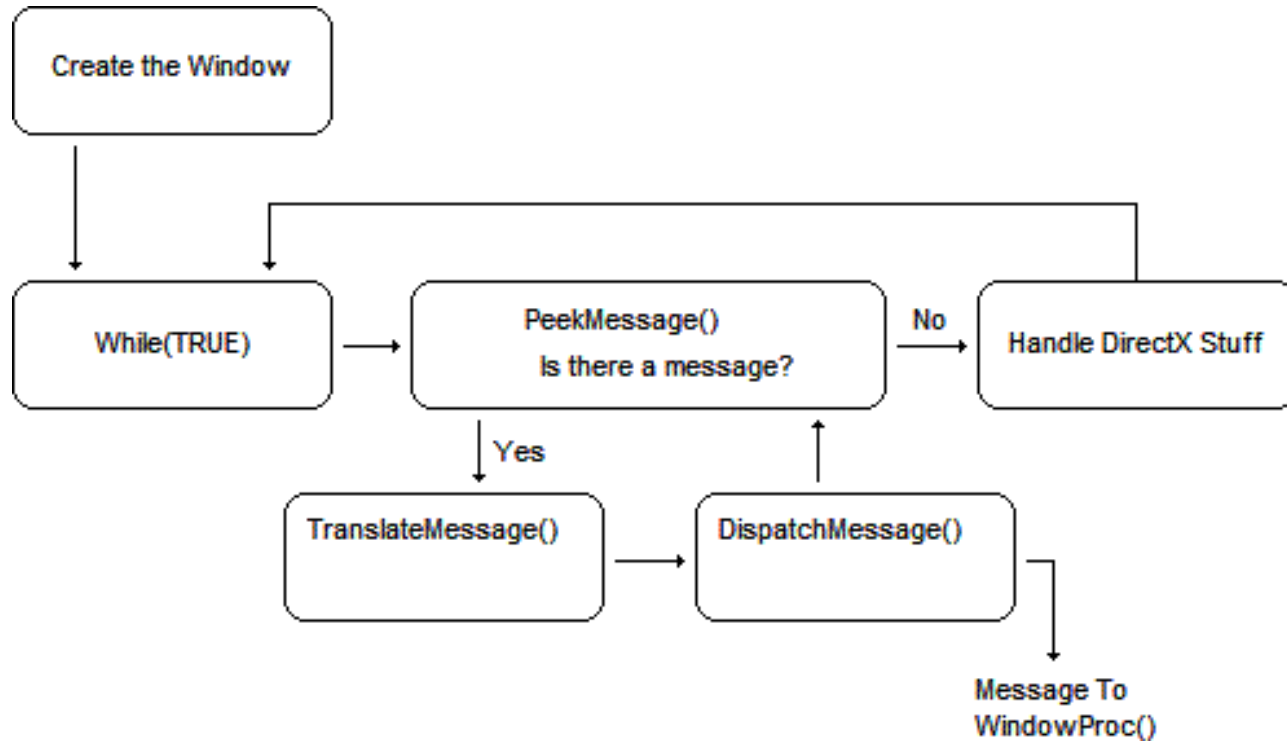 Create the Window
While(TRUE)
PeekMessage()
Is there a message?
No
Handle DirectX Stuff
Yes
TranslateMessage()
DispatchMessage()
Message To
WindowProc()